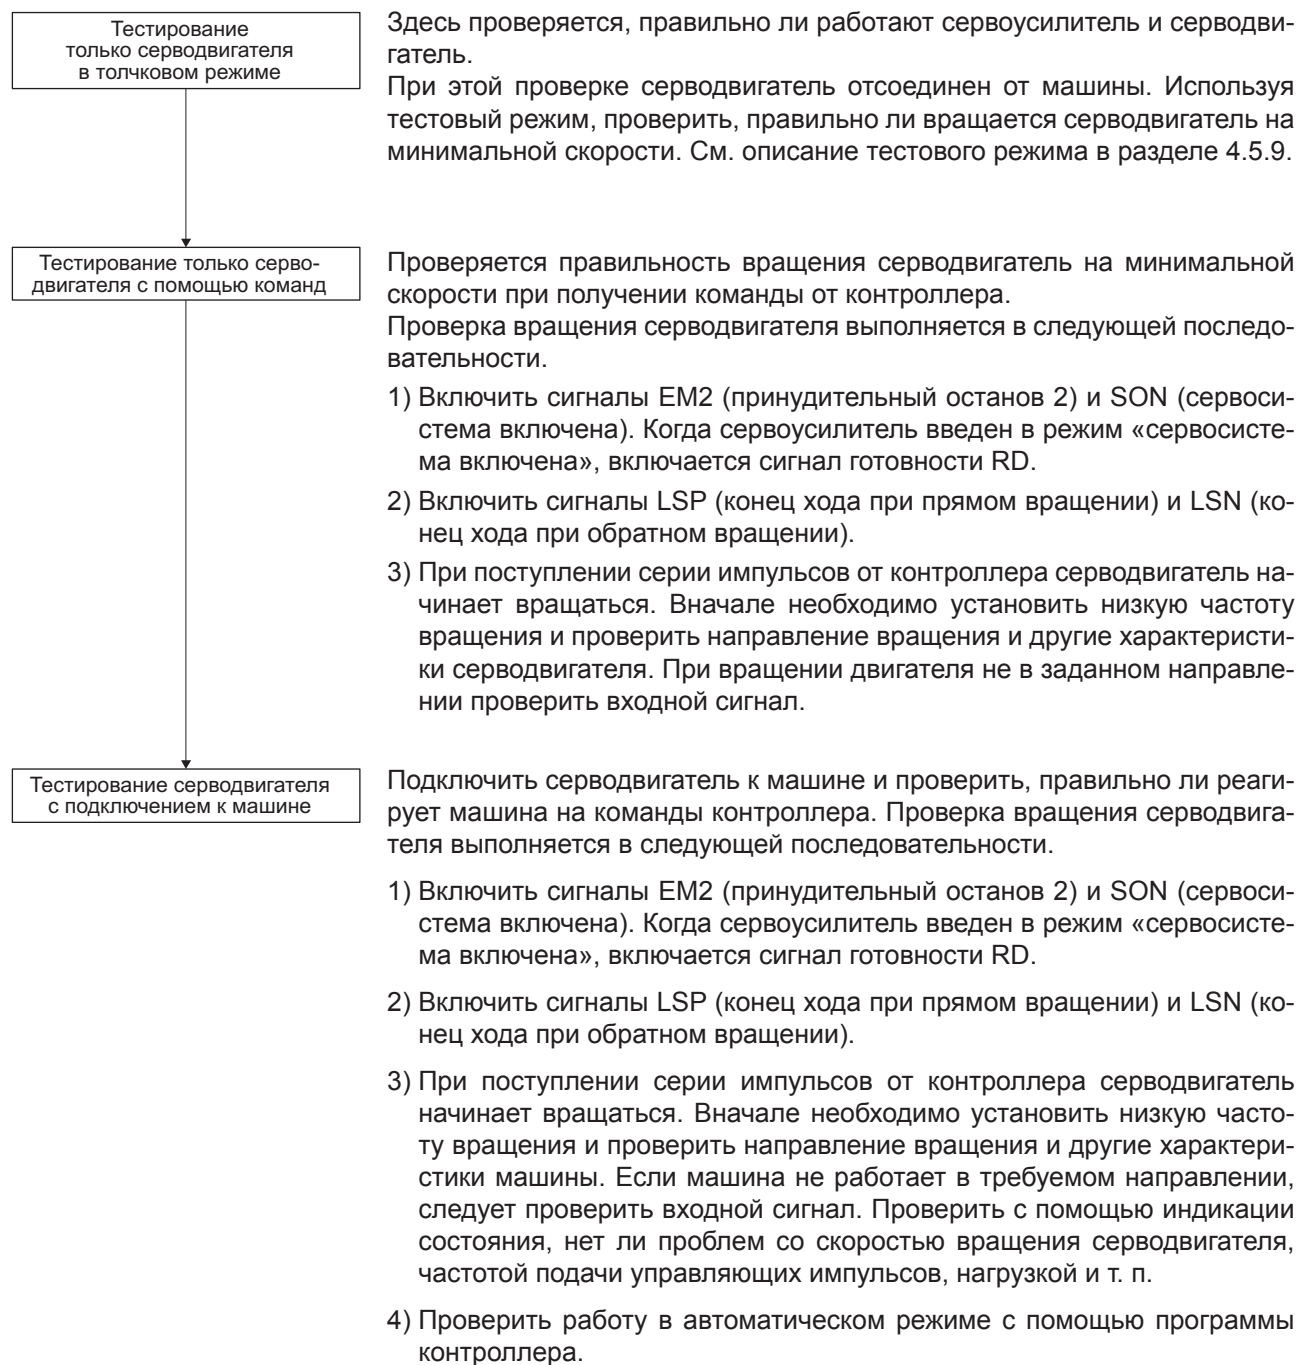 Тестирование
только серводвигателя
в толчковом режиме
Здесь проверяется, правильно ли работают сервоусилитель и серводви-
гатель.
При этой проверке серводвигатель отсоединен от машины. Используя
тестовый режим, проверить, правильно ли вращается серводвигатель на
минимальной скорости. См. описание тестового режима в разделе 4.5.9.
Тестирование только серво-
двигателя с помощью команд
Проверяется правильность вращения серводвигатель на минимальной
скорости при получении команды от контроллера.
Проверка вращения серводвигателя выполняется в следующей последо-
вательности.
1) Включить сигналы EM2 (принудительный останов 2) и SON (сервоси-
стема включена). Когда сервоусилитель введен в режим «сервосисте-
ма включена», включается сигнал готовности RD.
2) Включить сигналы LSP (конец хода при прямом вращении) и LSN (ко-
нец хода при обратном вращении).
3) При поступлении серии импульсов от контроллера серводвигатель на-
чинает вращаться. Вначале необходимо установить низкую частоту
вращения и проверить направление вращения и другие характеристи-
ки серводвигателя. При вращении двигателя не в заданном направле-
нии проверить входной сигнал.
Тестирование серводвигателя
с подключением к машине
Подключить серводвигатель к машине и проверить, правильно ли реаги-
рует машина на команды контроллера. Проверка вращения серводвига-
теля выполняется в следующей последовательности.
1) Включить сигналы EM2 (принудительный останов 2) и SON (сервоси-
стема включена). Когда сервоусилитель введен в режим «сервосисте-
ма включена», включается сигнал готовности RD.
2) Включить сигналы LSP (конец хода при прямом вращении) и LSN (ко-
нец хода при обратном вращении).
3) При поступлении серии импульсов от контроллера серводвигатель
начинает вращаться. Вначале необходимо установить низкую часто-
ту вращения и проверить направление вращения и другие характери-
стики машины. Если машина не работает в требуемом направлении,
следует проверить входной сигнал. Проверить с помощью индикации
состояния, нет ли проблем со скоростью вращения серводвигателя,
частотой подачи управляющих импульсов, нагрузкой и т. п.
4) Проверить работу в автоматическом режиме с помощью программы
контроллера.